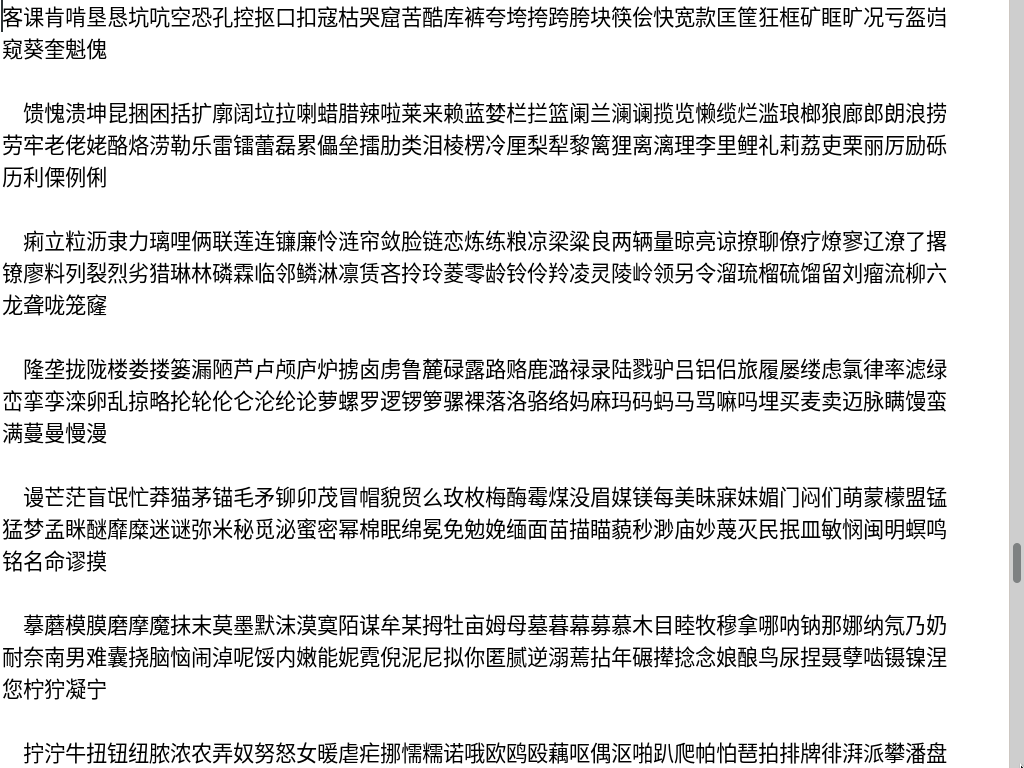 客课肯啃垦恳坑吭空恐孔控抠口扣寇枯哭窟苦酷库裤夸垮挎跨胯块筷侩快宽款匡筐狂框矿眶旷况亏盔岿
窥葵奎魁傀
馈愧溃坤昆捆困括扩廓阔垃拉喇蜡腊辣啦莱来赖蓝婪栏拦篮阑兰澜谰揽览懒缆烂滥琅榔狼廊郎朗浪捞
劳牢老佬姥酪烙涝勒乐雷镭蕾磊累儡垒擂肋类泪棱楞冷厘梨犁黎篱狸离漓理李里鲤礼莉荔吏栗丽厉励砾
历利傈例俐
痢立粒沥隶力璃哩俩联莲连镰廉怜涟帘敛脸链恋炼练粮凉梁粱良两辆量晾亮谅撩聊僚疗燎寥辽潦了撂
镣廖料列裂烈劣猎琳林磷霖临邻鳞淋凛赁吝拎玲菱零龄铃伶羚凌灵陵岭领另令溜琉榴硫馏留刘瘤流柳六
龙聋咙笼窿
隆垄拢陇楼娄搂篓漏陋芦卢颅庐炉掳卤虏鲁麓碌露路赂鹿潞禄录陆戮驴吕铝侣旅履屡缕虑氯律率滤绿
峦挛孪滦卵乱掠略抡轮伦仑沦纶论萝螺罗逻锣箩骡裸落洛骆络妈麻玛码蚂马骂嘛吗埋买麦卖迈脉瞒馒蛮
满蔓曼慢漫
谩芒茫盲氓忙莽猫茅锚毛矛铆卯茂冒帽貌贸么玫枚梅酶霉煤没眉媒镁每美昧寐妹媚门闷们萌蒙檬盟锰
猛梦孟眯醚靡糜迷谜弥米秘觅泌蜜密幂棉眠绵冕免勉娩缅面苗描瞄藐秒渺庙妙蔑灭民抿皿敏悯闽明螟鸣
铭名命谬摸
摹蘑模膜磨摩魔抹末莫墨默沫漠寞陌谋牟某拇牡亩姆母墓暮幕募慕木目睦牧穆拿哪呐钠那娜纳氖乃奶
耐奈南男难囊挠脑恼闹淖呢馁内嫩能妮霓倪泥尼拟你匿腻逆溺蔫拈年碾撵捻念娘酿鸟尿捏聂孽啮镊镍涅
您柠狞凝宁
拧泞牛扭钮纽脓浓农弄奴努怒女暖虐疟挪懦糯诺哦欧鸥殴藕呕偶沤啪趴爬帕怕琶拍排牌徘湃派攀潘盘